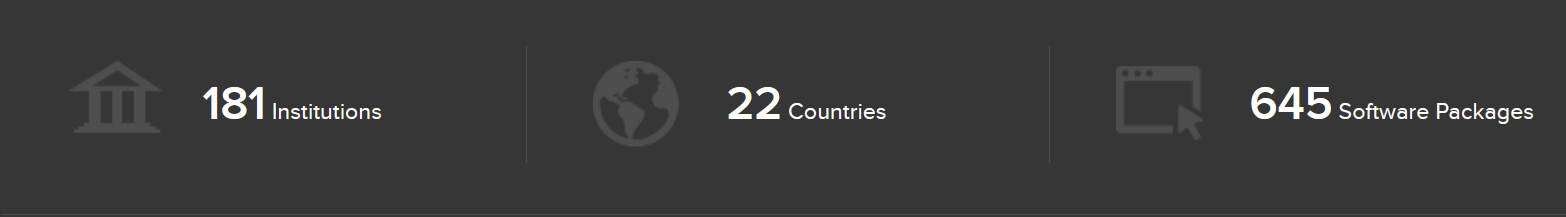 181 Institutions
22 Countries
645 Software Packages